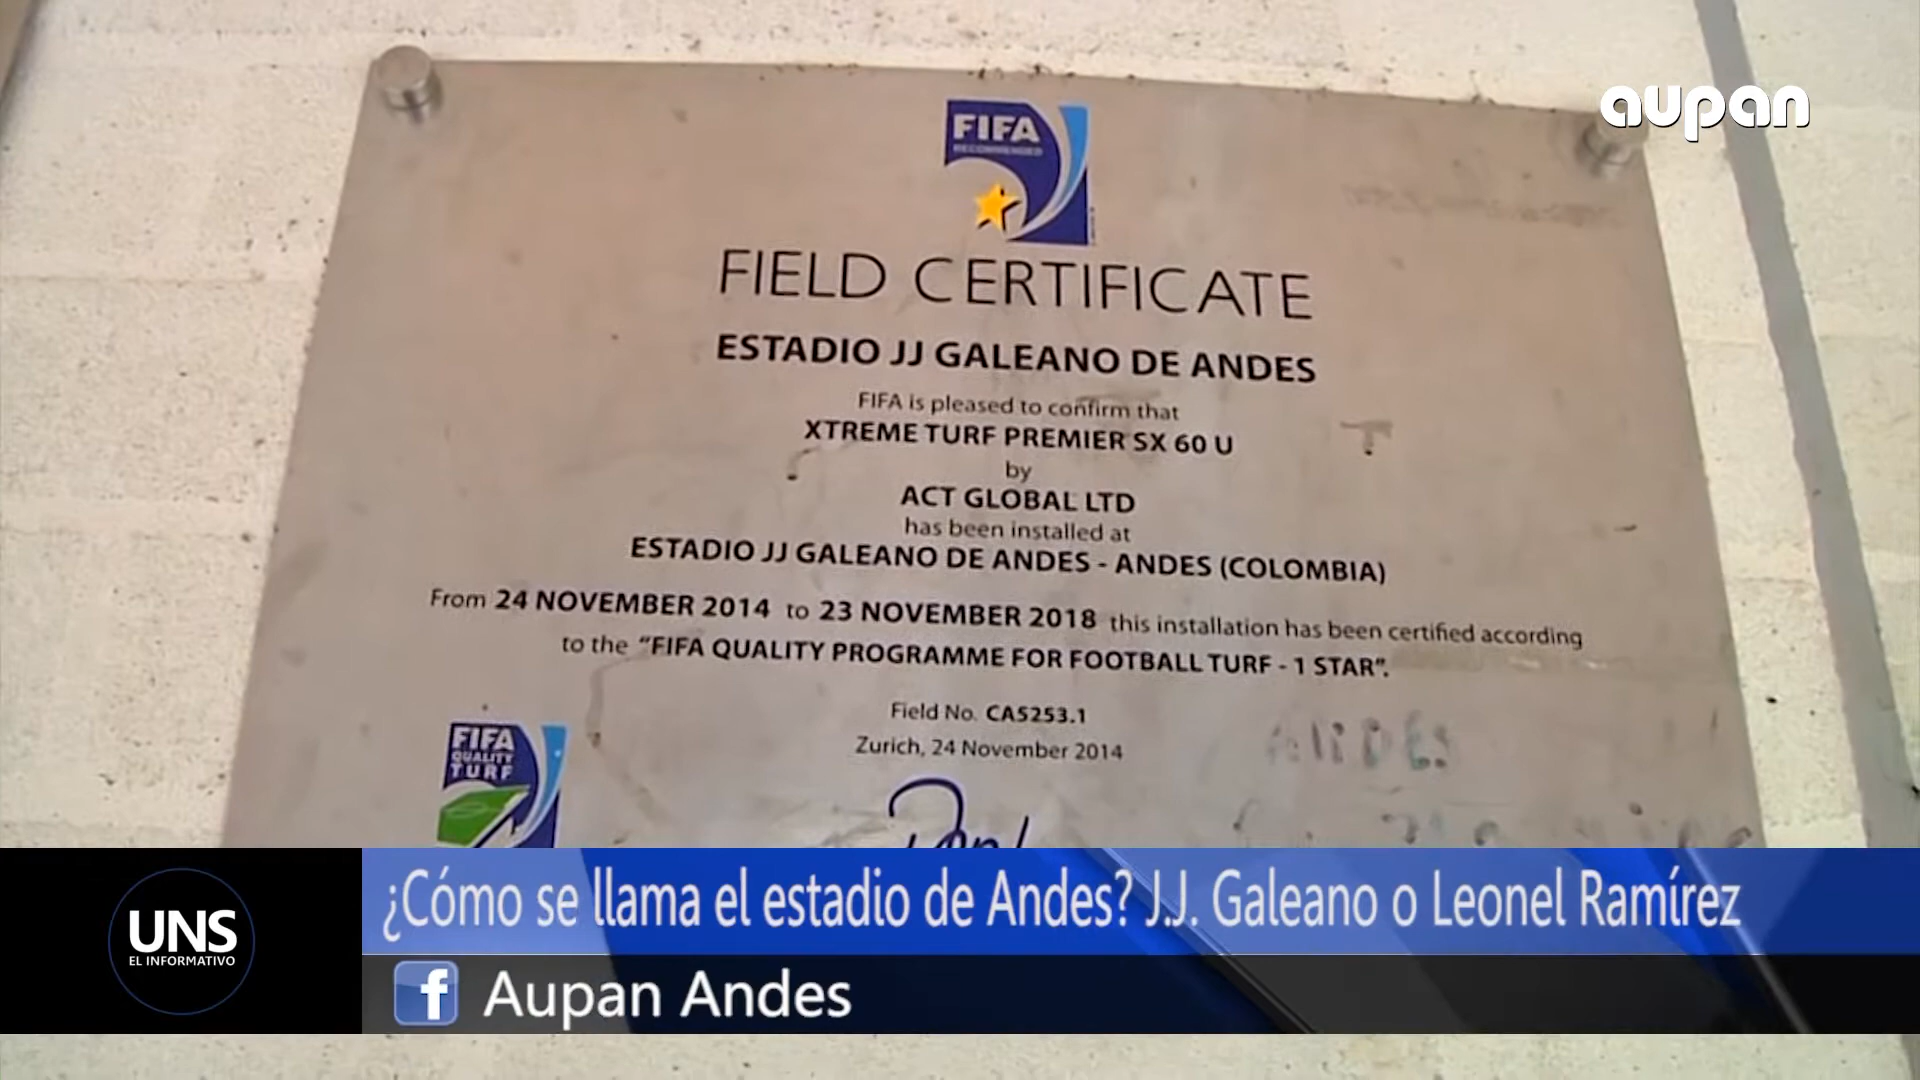 aupan
FIFA
RECOMMENDED
FIELD CERTIFICATE
ESTADIO JJ GALEANO DE ANDES
FIFA is pleased to confirm that
XTREME TURF PREMIER SX 60 U
by
ACT GLOBAL LTD
has been installed at
ESTADIO JJ GALEANO DE ANDES - ANDES (COLOMBIA)
From 24 NOVEMBER 2014 to 23 NOVEMBER 2018 this installation has been certified according
to the "FIFA QUALITY PROGRAMME FOR FOOTBALL TURF - 1 STAR".
Field No. CA5253.1
Zurich, 24 November 2014
FIFA
QUALITY
TURF
ANDES
¿Cómo se llama el estadio de Andes? J.J. Galeano o Leonel Ramírez
UNS
EL INFORMATIVO
f Aupan Andes